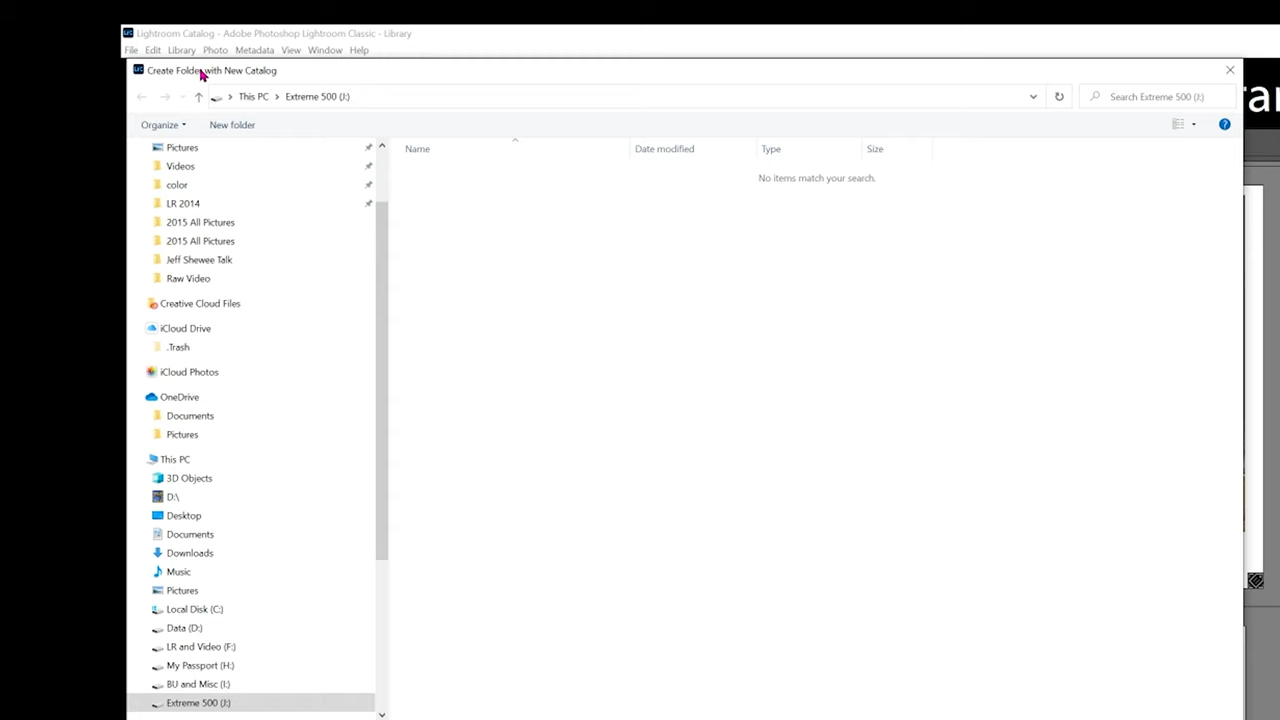 Lightroom Catalog - Adobe Photoshop Lightroom Classic - Library
File Edit Library Photo Metadata View Window Help
Create Folder with New Catalog
This PC > Extreme 500 (J:)
Search Extreme 500 (J:)
Organize New folder
Name Date modified Type Size
No items match your search.
Pictures
Videos
color
LR 2014
2015 All Pictures
2015 All Pictures
Jeff Shewee Talk
Raw Video
Creative Cloud Files
iCloud Drive
.Trash
iCloud Photos
OneDrive
Documents
Pictures
This PC
3D Objects
D:\
Desktop
Documents
Downloads
Music
Pictures
Local Disk (C:)
Data (D:)
LR and Video (F:)
My Passport (H:)
BU and Misc (I:)
Extreme 500 (J:)